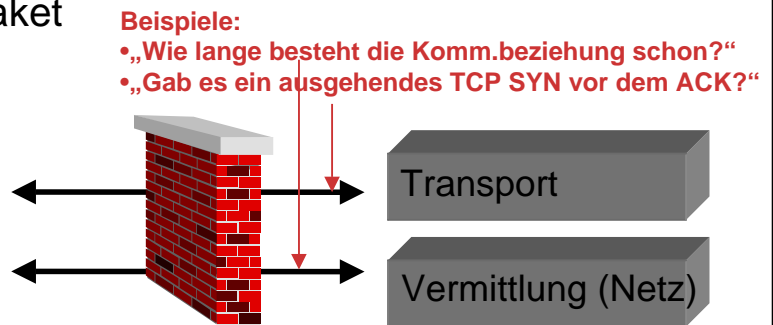 aket
Beispiele:
•„Wie lange besteht die Komm.beziehung schon?“
•„Gab es ein ausgehendes TCP SYN vor dem ACK?“
Transport
Vermittlung (Netz)